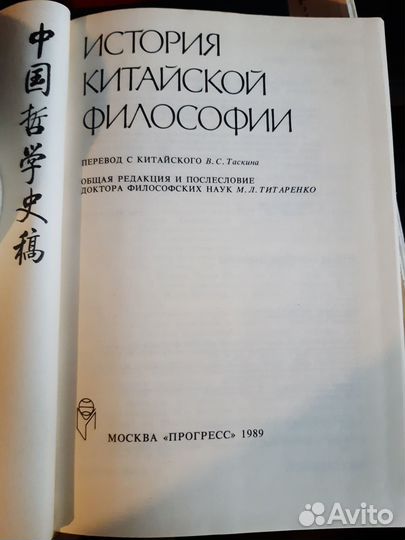 中国哲学史稿
ИСТОРИЯ
КИТАЙСКОЙ
ФИЛОСОФИИ
ПЕРЕВОД С КИТАЙСКОГО В.С. Таскина
ОБЩАЯ РЕДАКЦИЯ И ПОСЛЕСЛОВИЕ
ДОКТОРА ФИЛОСОФСКИХ НАУК М.Л. ТИТАРЕНКО
МОСКВА «ПРОГРЕСС» 1989
Avito